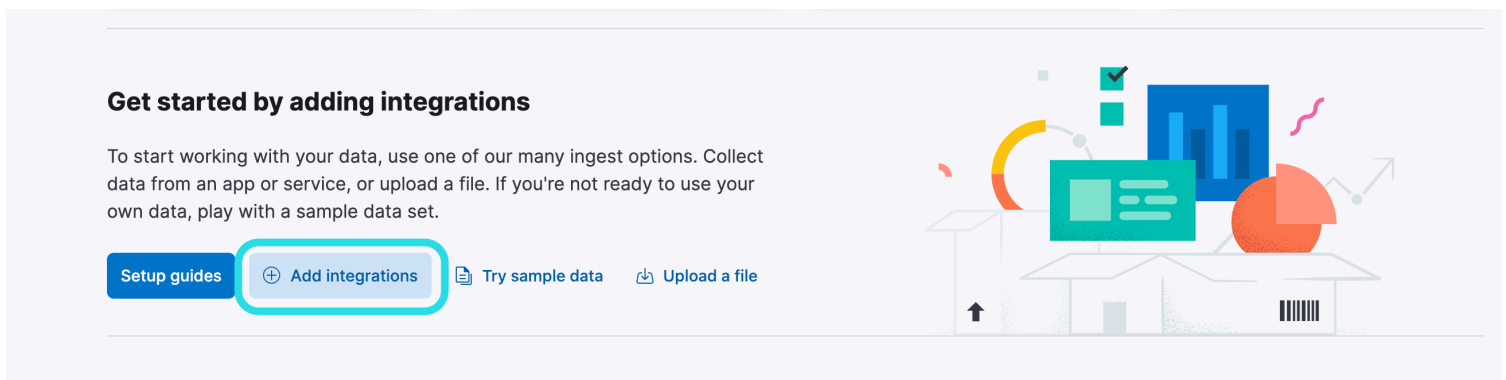 Get started by adding integrations
To start working with your data, use one of our many ingest options. Collect
data from an app or service, or upload a file. If you're not ready to use your
own data, play with a sample data set.
Setup guides Add integrations Try sample data Upload a file